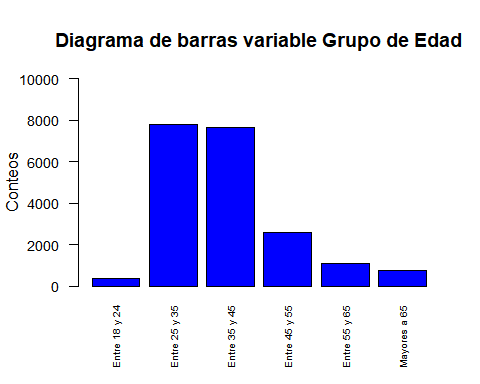 Diagrama de barras variable Grupo de Edad
Conteos
10000
8000
6000
4000
2000
0
Entre 18 y 24
Entre 25 y 35
Entre 35 y 45
Entre 45 y 55
Entre 55 y 65
Mayores a 65